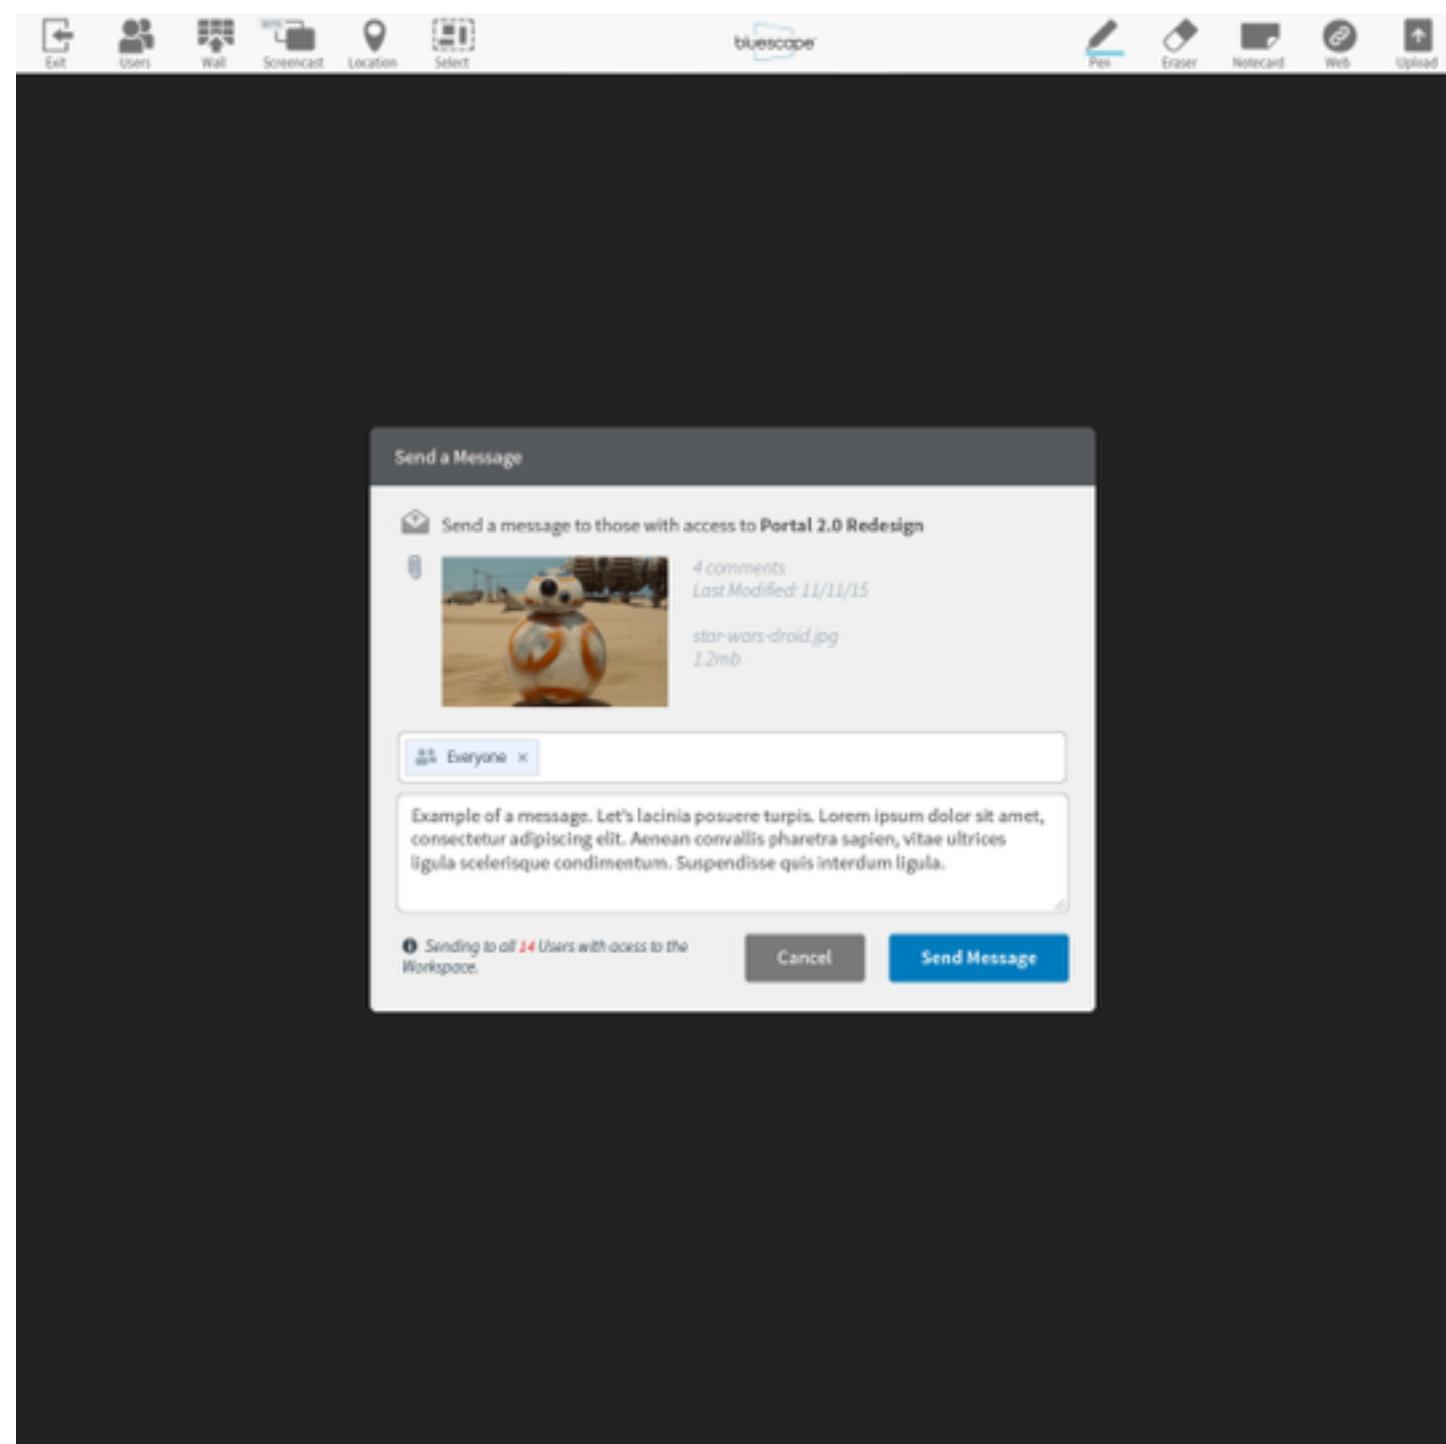 Exit Users Wall BETA Screencast Location Select bluescape Pen Eraser Notecard Web Upload
Send a Message
Send a message to those with access to Portal 2.0 Redesign
4 comments
Last Modified: 11/11/15
star-wars-droid.jpg
1.2mb
Everyone ×
Example of a message. Let's lacinia posuere turpis. Lorem ipsum dolor sit amet,
consectetur adipiscing elit. Aenean convallis pharetra sapien, vitae ultrices
ligula scelerisque condimentum. Suspendisse quis interdum ligula.
Sending to all 14 Users with acess to the
Workspace.
Cancel
Send Message